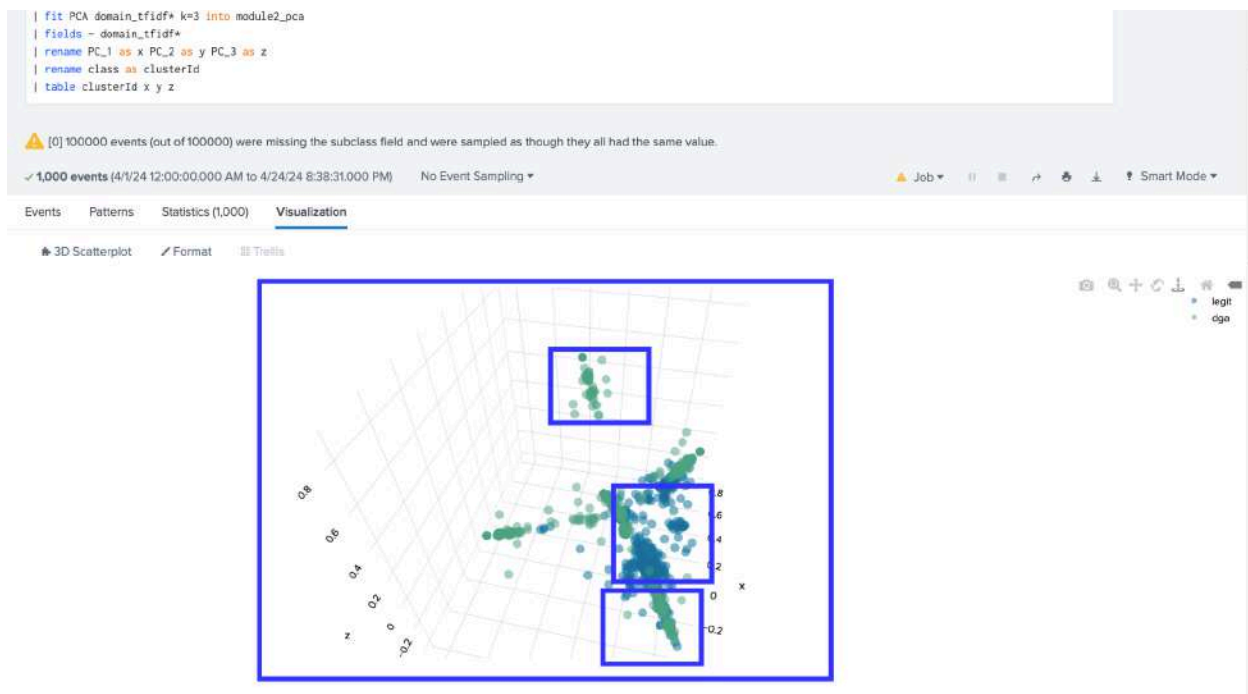 | fit PCA domain_tfidf* k=3 into module2_pca
| fields - domain_tfidf*
| rename PC_1 as x PC_2 as y PC_3 as z
| rename class as clusterId
| table clusterId x y z
[0] 100000 events (out of 100000) were missing the subclass field and were sampled as though they all had the same value.
1,000 events (4/1/24 12:00:00.000 AM to 4/24/24 8:38:31.000 PM) No Event Sampling Job Smart Mode
Events Patterns Statistics (1,000) Visualization
3D Scatterplot Format Trellis
legit
dga
0.8
0.6
0.4
0.2
0
-0.2
z
.8
.6
.4
.2
0
-0.2
x